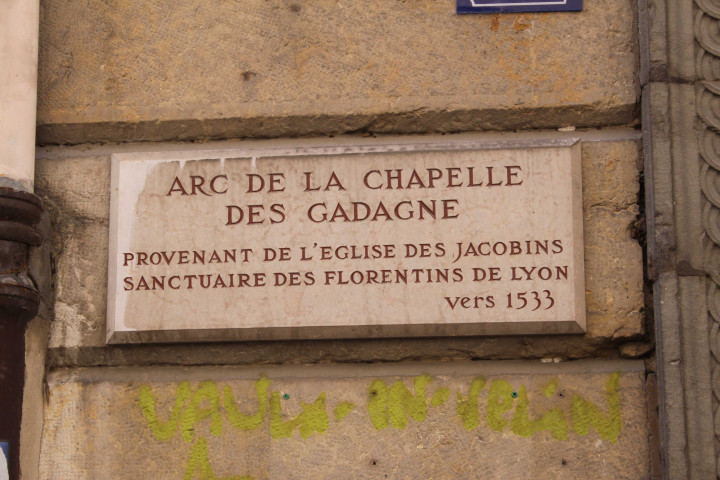 ARC DE LA CHAPELLE
DES GADAGNE
PROVENANT DE L'EGLISE DES JACOBINS
SANCTUAIRE DES FLORENTINS DE LYON
vers 1533
Vaulx-en-velin